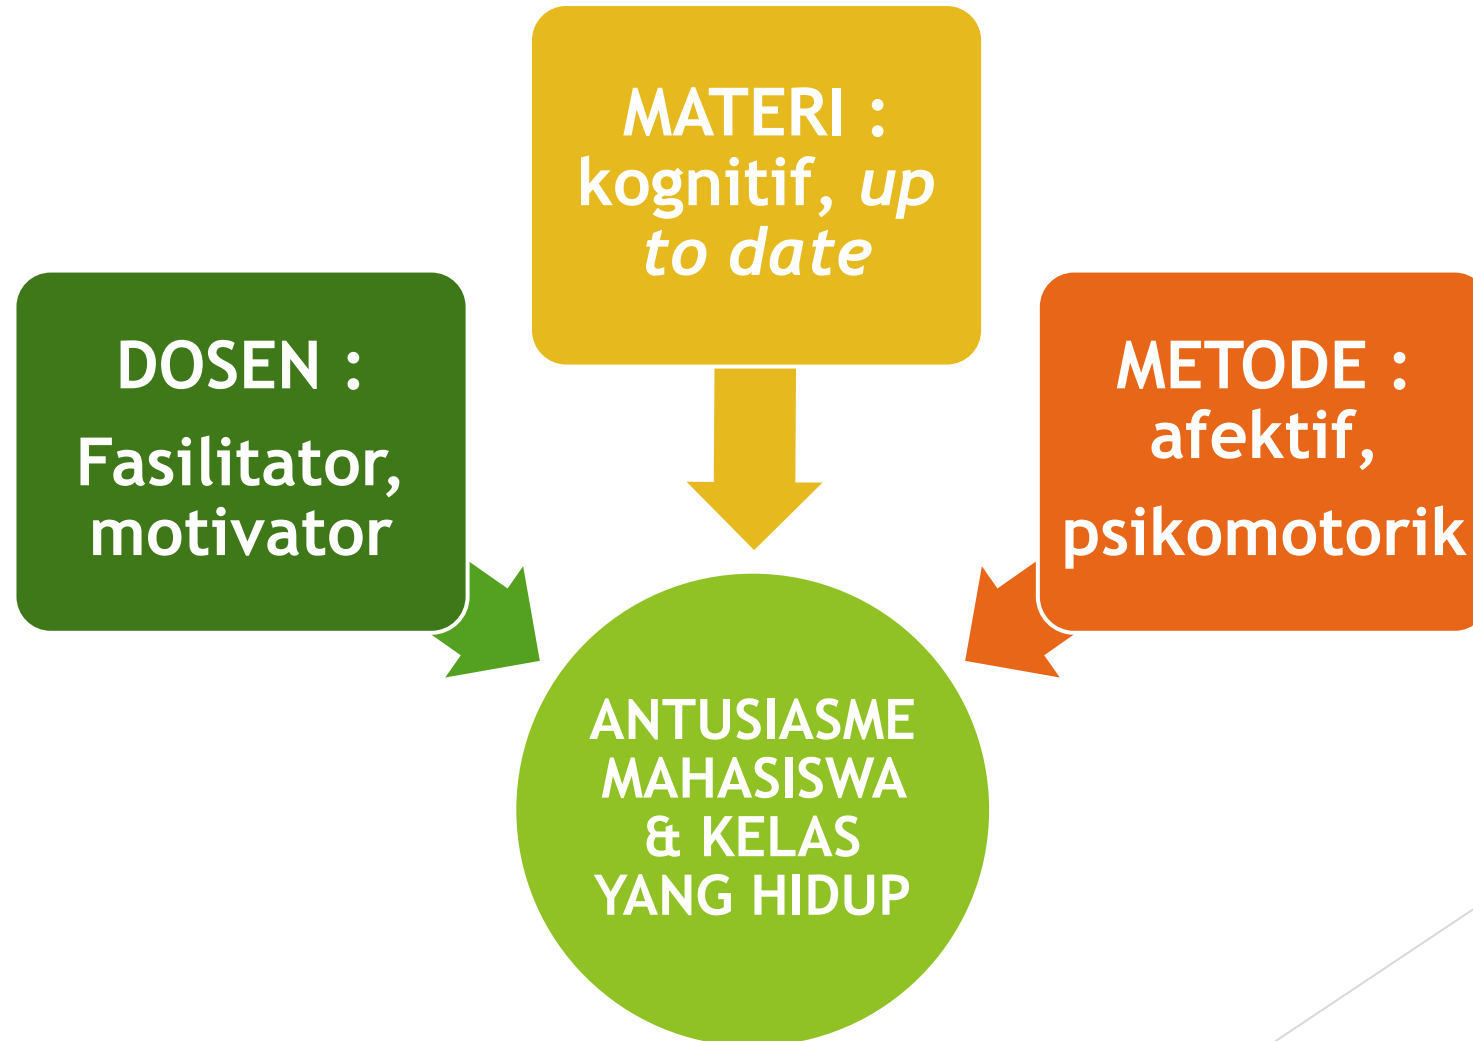 MATERI :
kognitif, up
to date
DOSEN :
Fasilitator,
motivator
METODE :
afektif,
psikomotorik
ANTUSIASME
MAHASISWA
& KELAS
YANG HIDUP